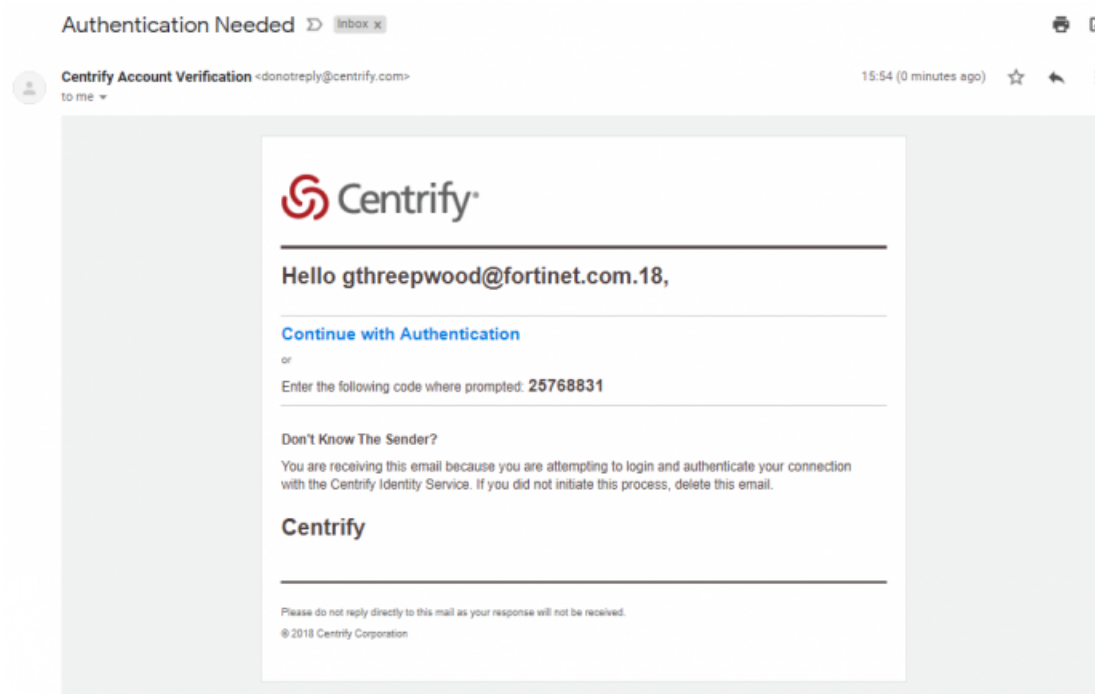 Authentication Needed Inbox x
Centrify Account Verification <donotreply@centrify.com> 15:54 (0 minutes ago)
to me
Centrify
Hello gthreepwood@fortinet.com.18,
Continue with Authentication
or
Enter the following code where prompted: 25768831
Don't Know The Sender?
You are receiving this email because you are attempting to login and authenticate your connection
with the Centrify Identity Service. If you did not initiate this process, delete this email.
Centrify
Please do not reply directly to this mail as your response will not be received.
© 2018 Centrify Corporation